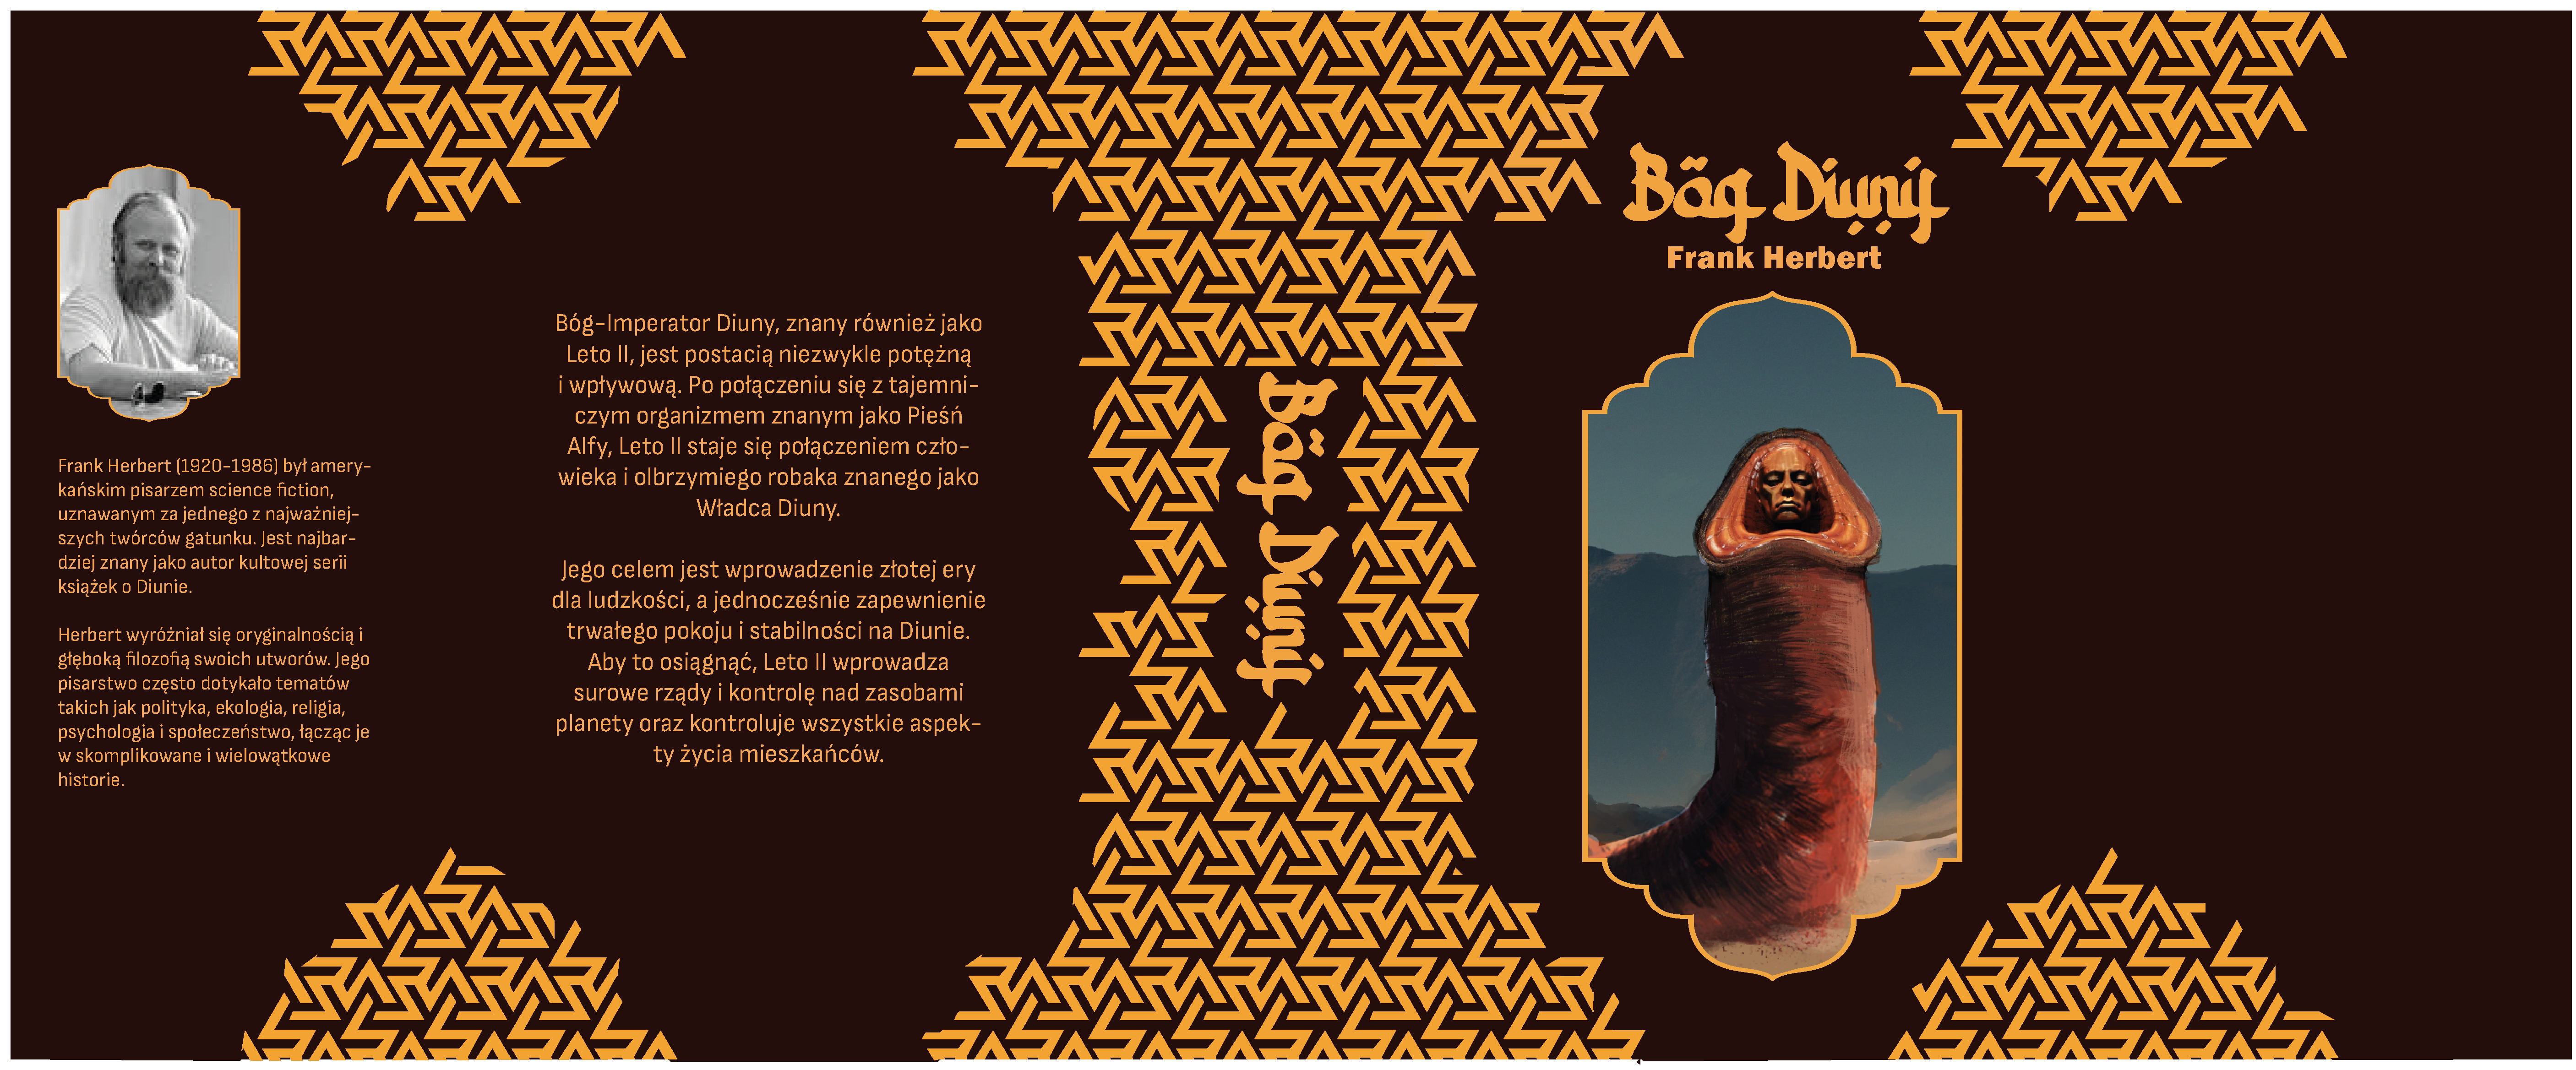 Frank Herbert (1920-1986) był amery-
kańskim pisarzem science fiction,
uznawanym za jednego z najważniej-
szych twórców gatunku. Jest najbar-
dziej znany jako autor kultowej serii
książek o Diunie.
Herbert wyróżniał się oryginalnością i
głęboką filozofią swoich utworów. Jego
pisarstwo często dotykało tematów
takich jak polityka, ekologia, religia,
psychologia i społeczeństwo, łącząc je
w skomplikowane i wielowątkowe
historie.
Bóg-Imperator Diuny, znany również jako
Leto II, jest postacią niezwykle potężną
i wpływową. Po połączeniu się z tajemni-
czym organizmem znanym jako Pieśń
Alfy, Leto II staje się połączeniem czło-
wieka i olbrzymiego robaka znanego jako
Władca Diuny.
Jego celem jest wprowadzenie złotej ery
dla ludzkości, a jednocześnie zapewnienie
trwałego pokoju i stabilności na Diunie.
Aby to osiągnąć, Leto II wprowadza
surowe rządy i kontrolę nad zasobami
planety oraz kontroluje wszystkie aspek-
ty życia mieszkańców.
Bóg Diuny
Bóg Diuny
Frank Herbert